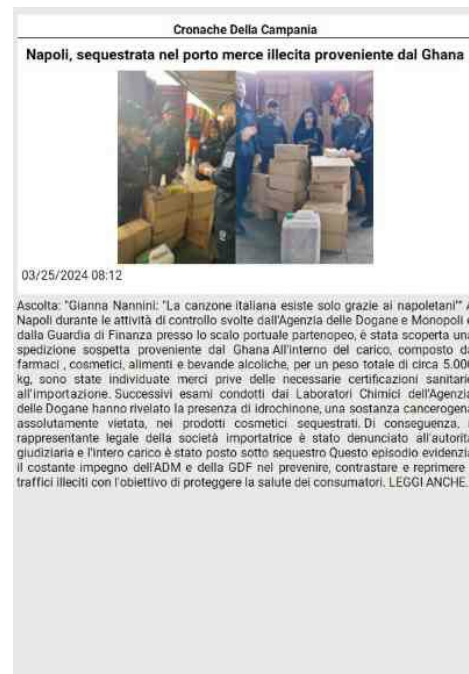 Cronache Della Campania
Napoli, sequestrata nel porto merce illecita proveniente dal Ghana
03/25/2024 08:12
Ascolta: "Gianna Nannini: "La canzone italiana esiste solo grazie ai napoletani""
Napoli durante le attività di controllo svolte dall'Agenzia delle Dogane e Monopoli
dalla Guardia di Finanza presso lo scalo portuale partenopeo, è stata scoperta
spedizione sospetta proveniente dal Ghana All'interno del carico, composto
farmaci , cosmetici, alimenti e bevande alcoliche, per un peso totale di circa
kg, sono state individuate merci prive delle necessarie certificazioni sanitarie
all'importazione. Successivi esami condotti dai Laboratori Chimici dell'Agenzia
delle Dogane hanno rivelato la presenza di idrochinone, una sostanza cancerogena
assolutamente vietata, nei prodotti cosmetici sequestrati. Di conseguenza,
rappresentante legale della società importatrice è stato denunciato all'autorità
giudiziaria e l'intero carico è stato posto sotto sequestro Questo episodio evidenzia
il costante impegno dell'ADM e della GDF nel prevenire, contrastare e reprimere
traffici illeciti con l'obiettivo di proteggere la salute dei consumatori. LEGGI ANCHE.